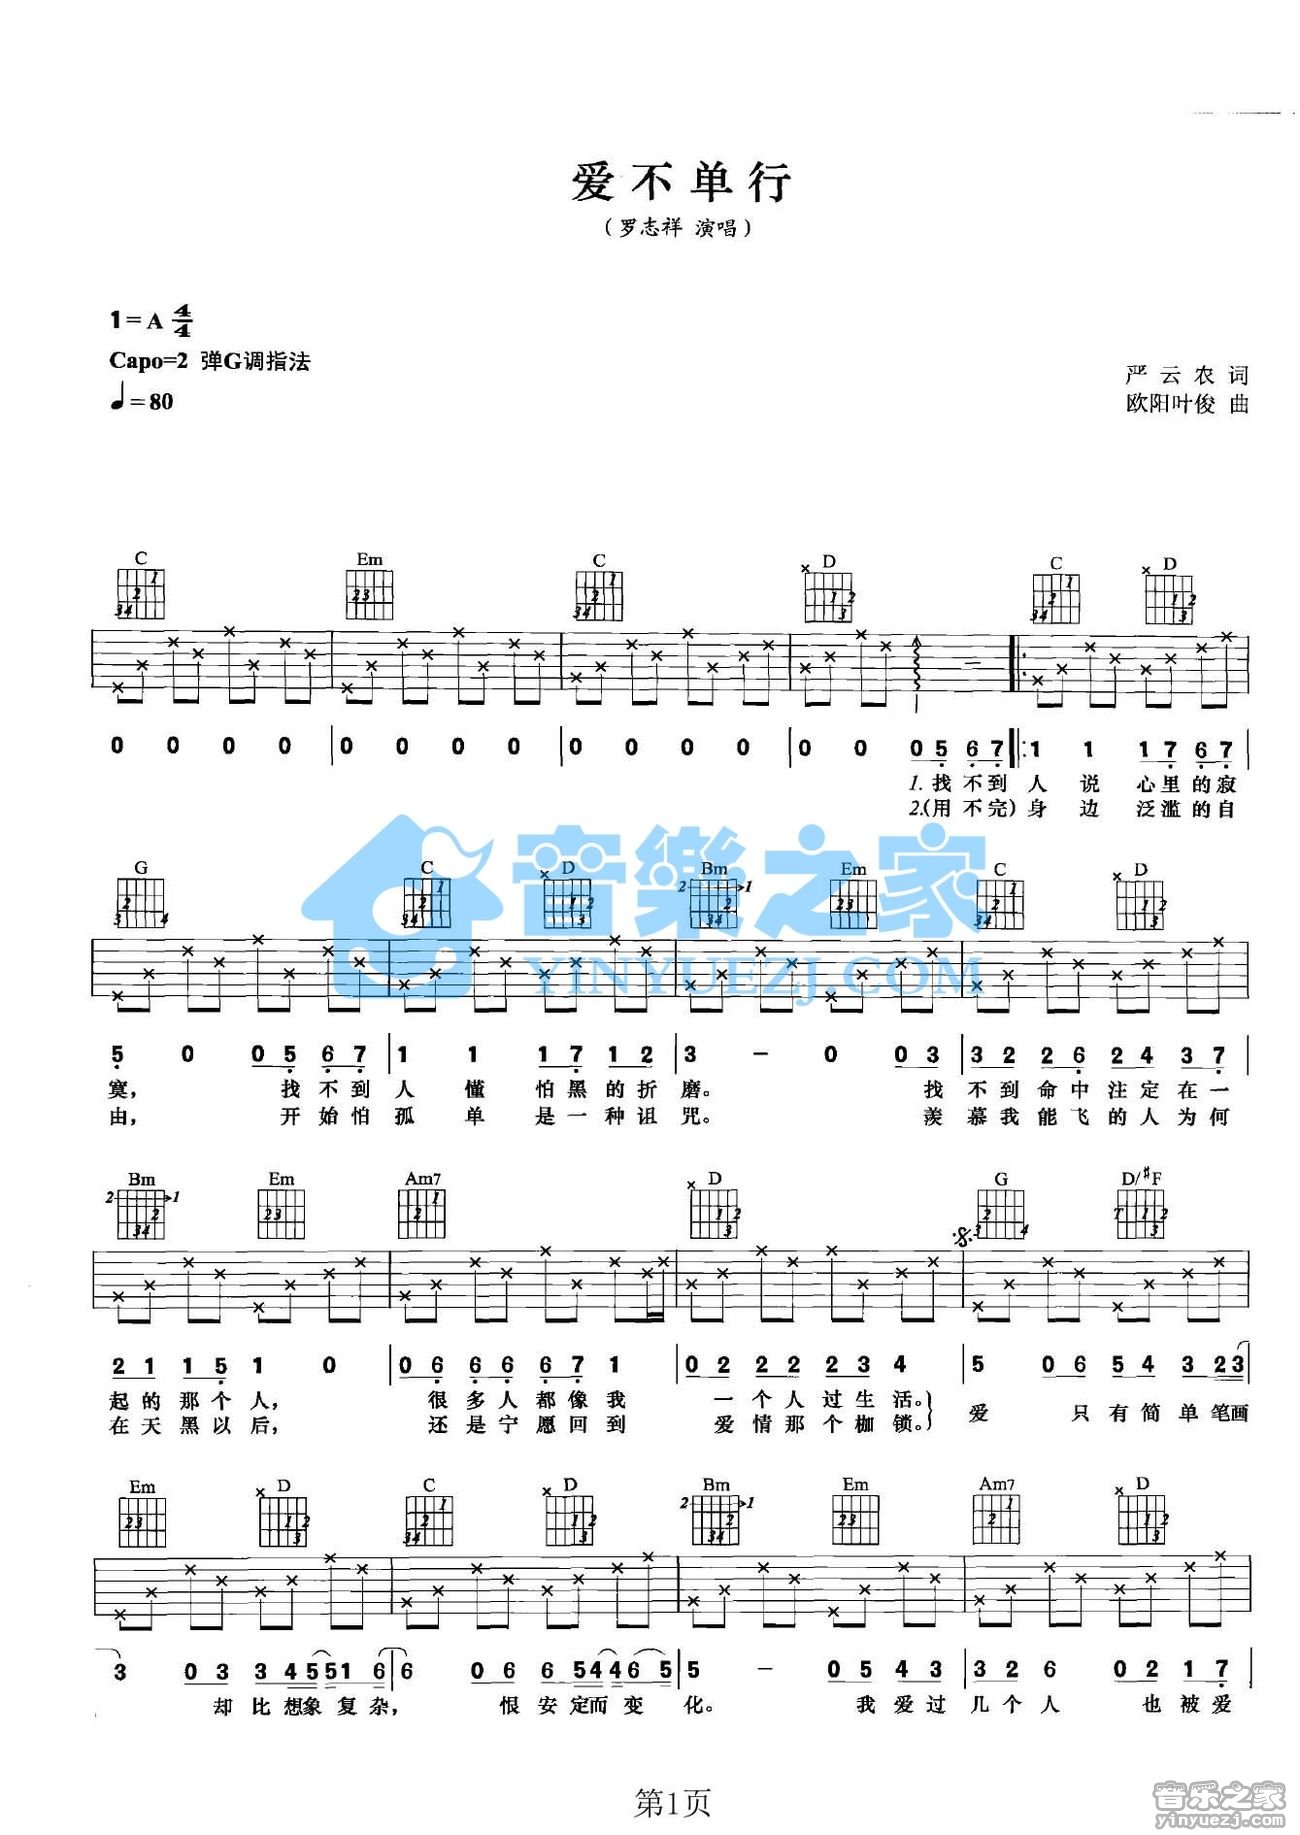 爱不单行
（罗志祥 演唱）
1=A 4/4
Capo=2 弹G调指法
♩=80
严 云 农 词
欧阳叶俊 曲
C Em C D C D
0 0 0 0 | 0 0 0 0 | 0 0 0 0 | 0 0 0 5 6 7 |: 1 1 1 7 6 7
1.找不到人 说 心里的寂
2.(用不完)身 边 泛滥的自
音樂之家
YINYUEZJ.COM
G C D Bm Em C D
5 0 0 5 6 7 | 1 1 1 7 1 2 | 3 - 0 0 3 | 3 2 2 6 2 4 3 7
寞， 找不到人 懂 怕黑的折磨。 找不到命中注定在一
由， 开始怕孤 单 是一种诅咒。 羡慕我能飞的人为何
Bm Em Am7 D G D/#F
2 1 1 5 1 0 | 0 6 6 6 6 7 1 | 0 2 2 2 2 3 4 | 5 0 6 5 4 3 2 3
起的那个人， 很多人都像我 一个人过生活。
在天黑以后， 还是宁愿回到 爱情那个枷锁。
爱 只有简单笔画
Em D C D Bm Em Am7 D
3 0 3 3 4 5 5 5 1 6 | 6 0 6 6 5 4 4 4 6 5 | 5 - 0 5 4 3 | 3 2 6 0 2 1 7
却比想象复杂， 恨安定而变 化。 我爱过几个人 也被爱
第1页
音乐之家
yinyuezj.com